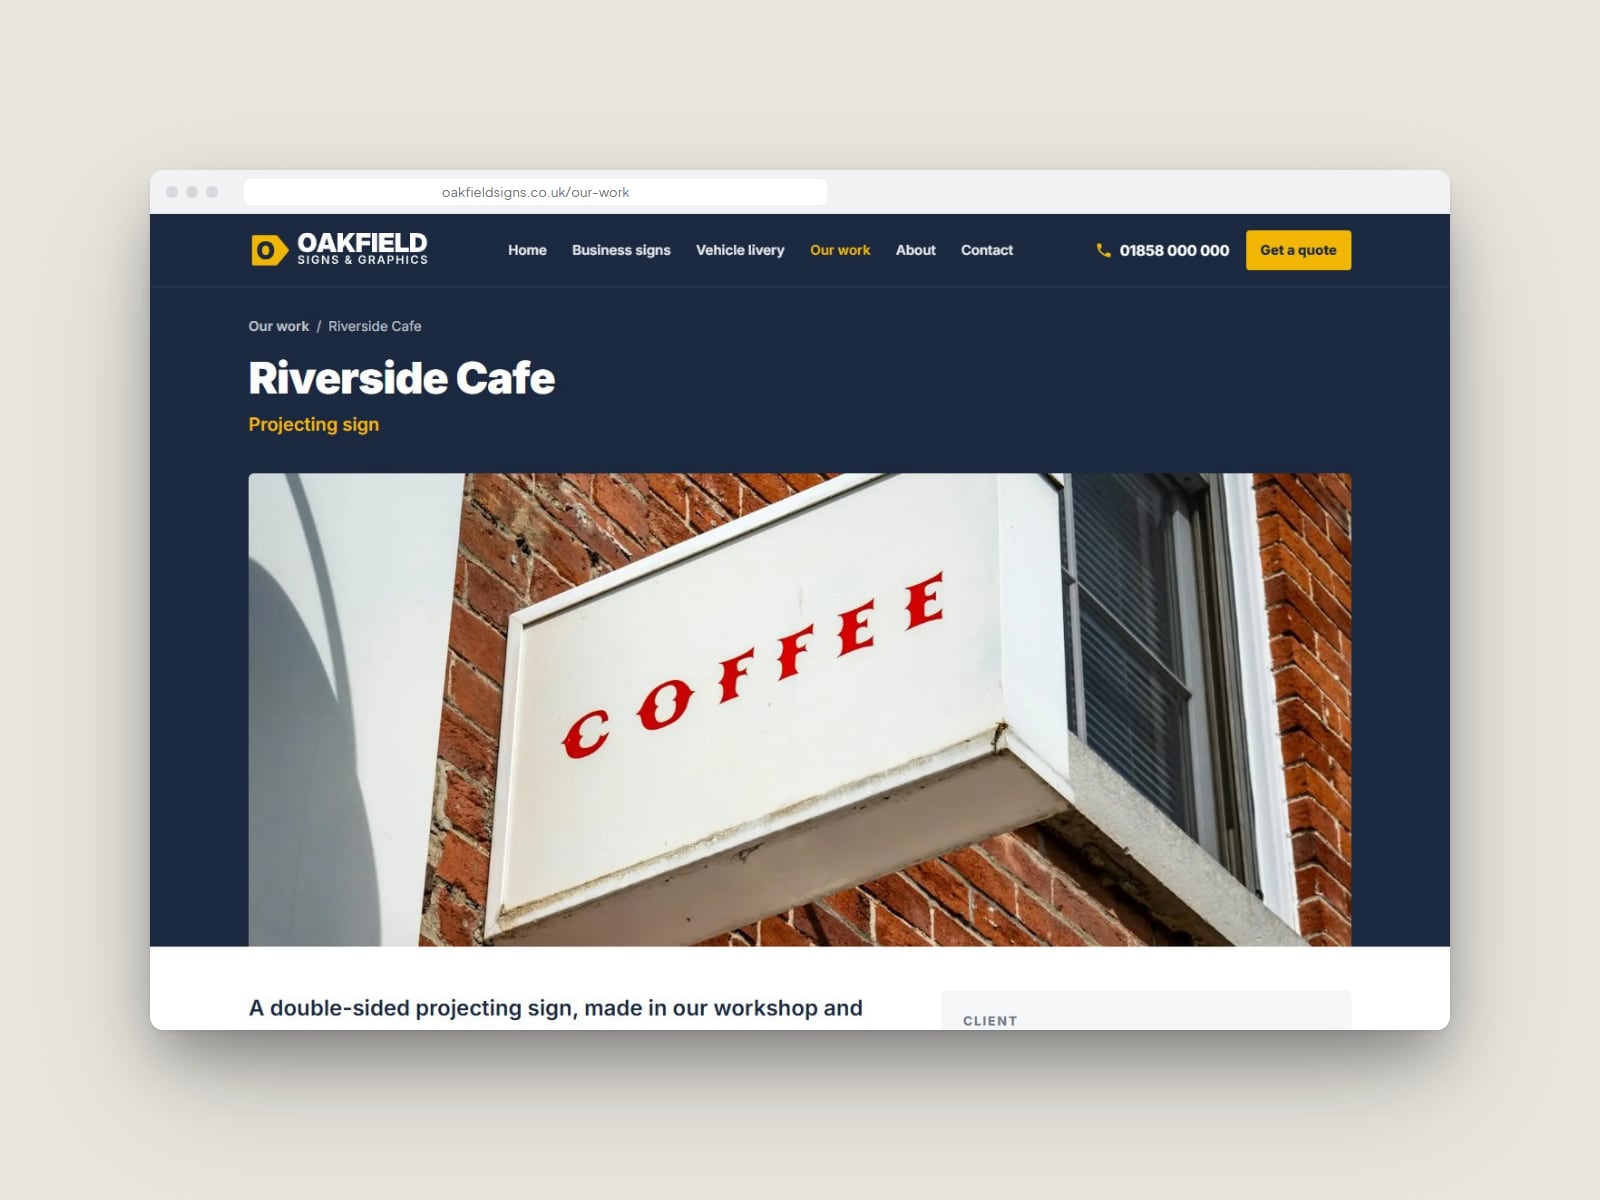 oakfieldsigns.co.uk/our-work
O OAKFIELD
SIGNS & GRAPHICS
Home Business signs Vehicle livery Our work About Contact
01858 000 000
Get a quote
Our work / Riverside Cafe
Riverside Cafe
Projecting sign
COFFEE
A double-sided projecting sign, made in our workshop and
CLIENT